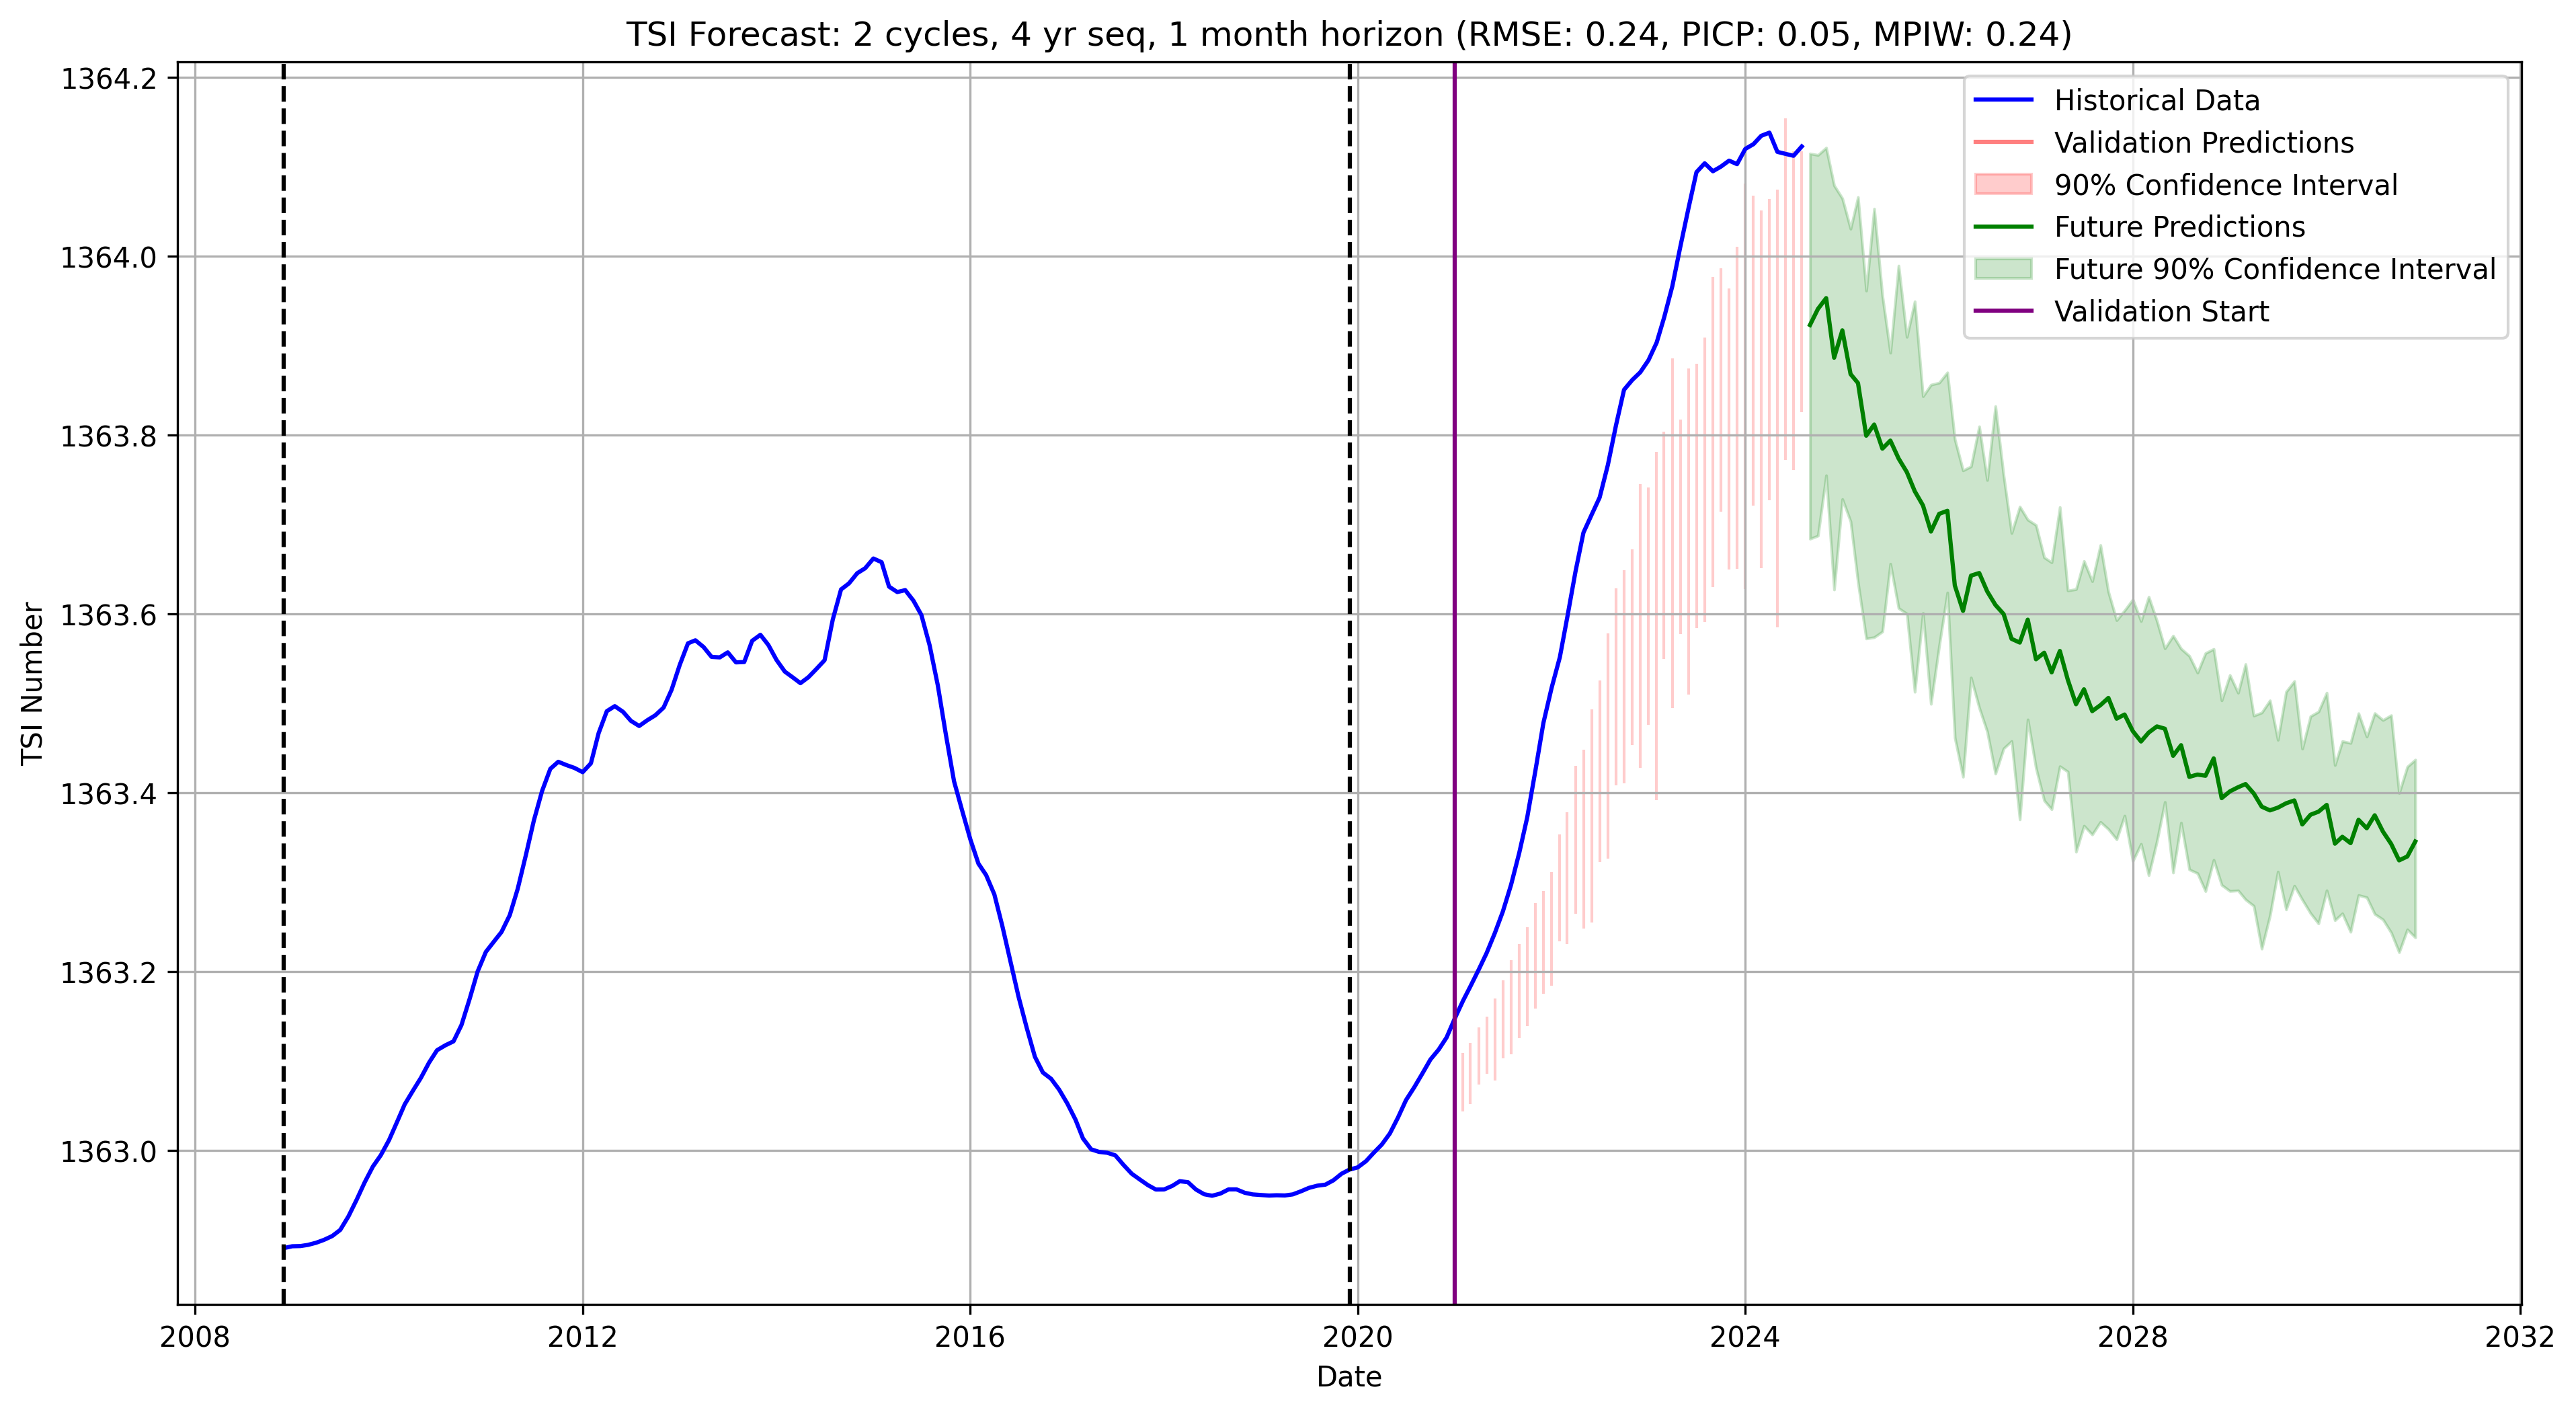 TSI Forecast: 2 cycles, 4 yr seq, 1 month horizon (RMSE: 0.24, PICP: 0.05, MPIW: 0.24)
1364.2
1364.0
1363.8
1363.6
1363.4
1363.2
1363.0
TSI Number
Historical Data
Validation Predictions
90% Confidence Interval
Future Predictions
Future 90% Confidence Interval
Validation Start
2008
2012
2016
2020
2024
2028
2032
Date